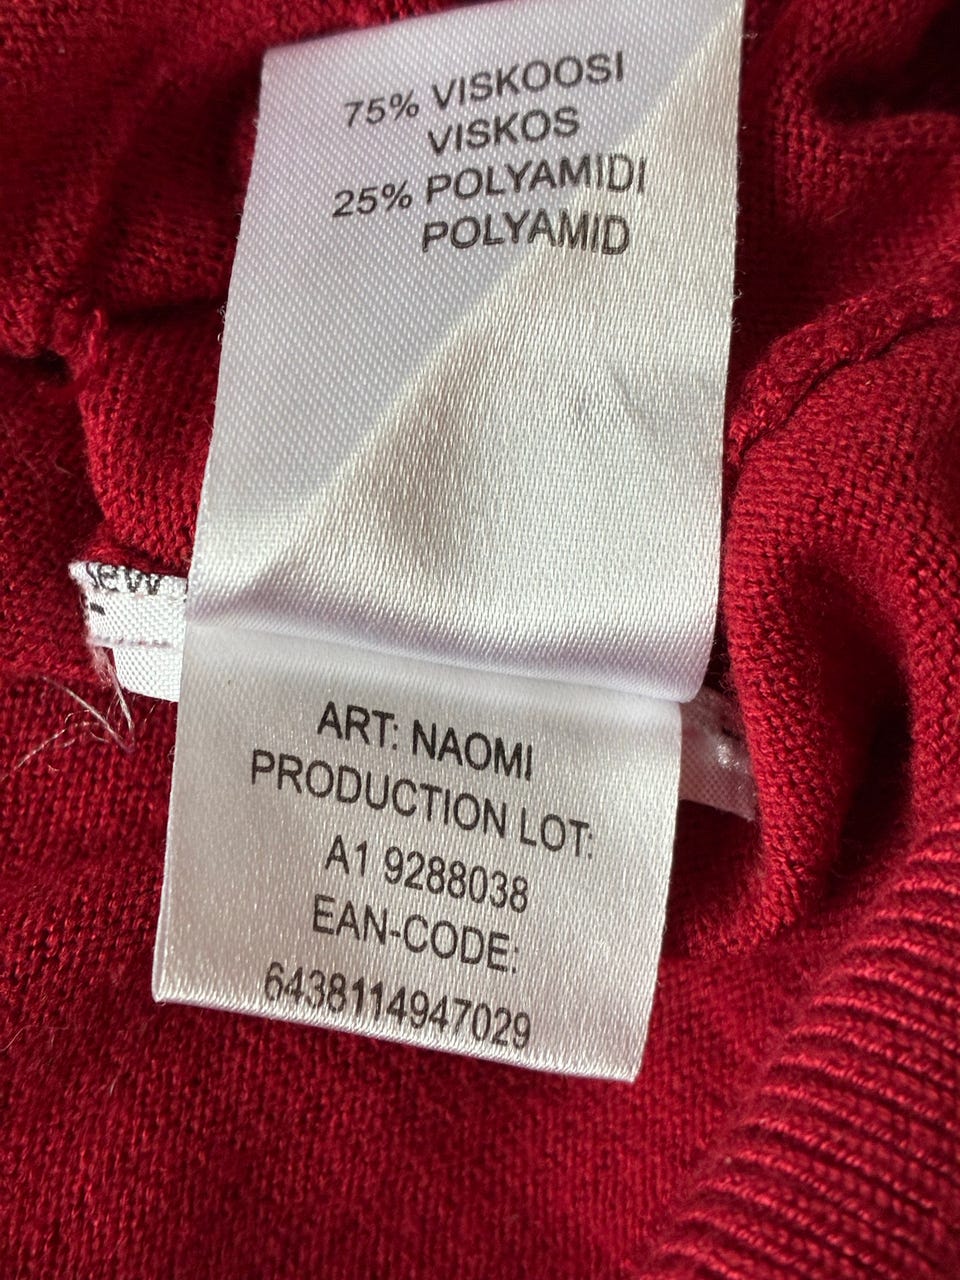 75% VISKOOSI
VISKOS
25% POLYAMIDI
POLYAMID
ART: NAOMI
PRODUCTION LOT:
A1 9288038
EAN-CODE:
6438114947029